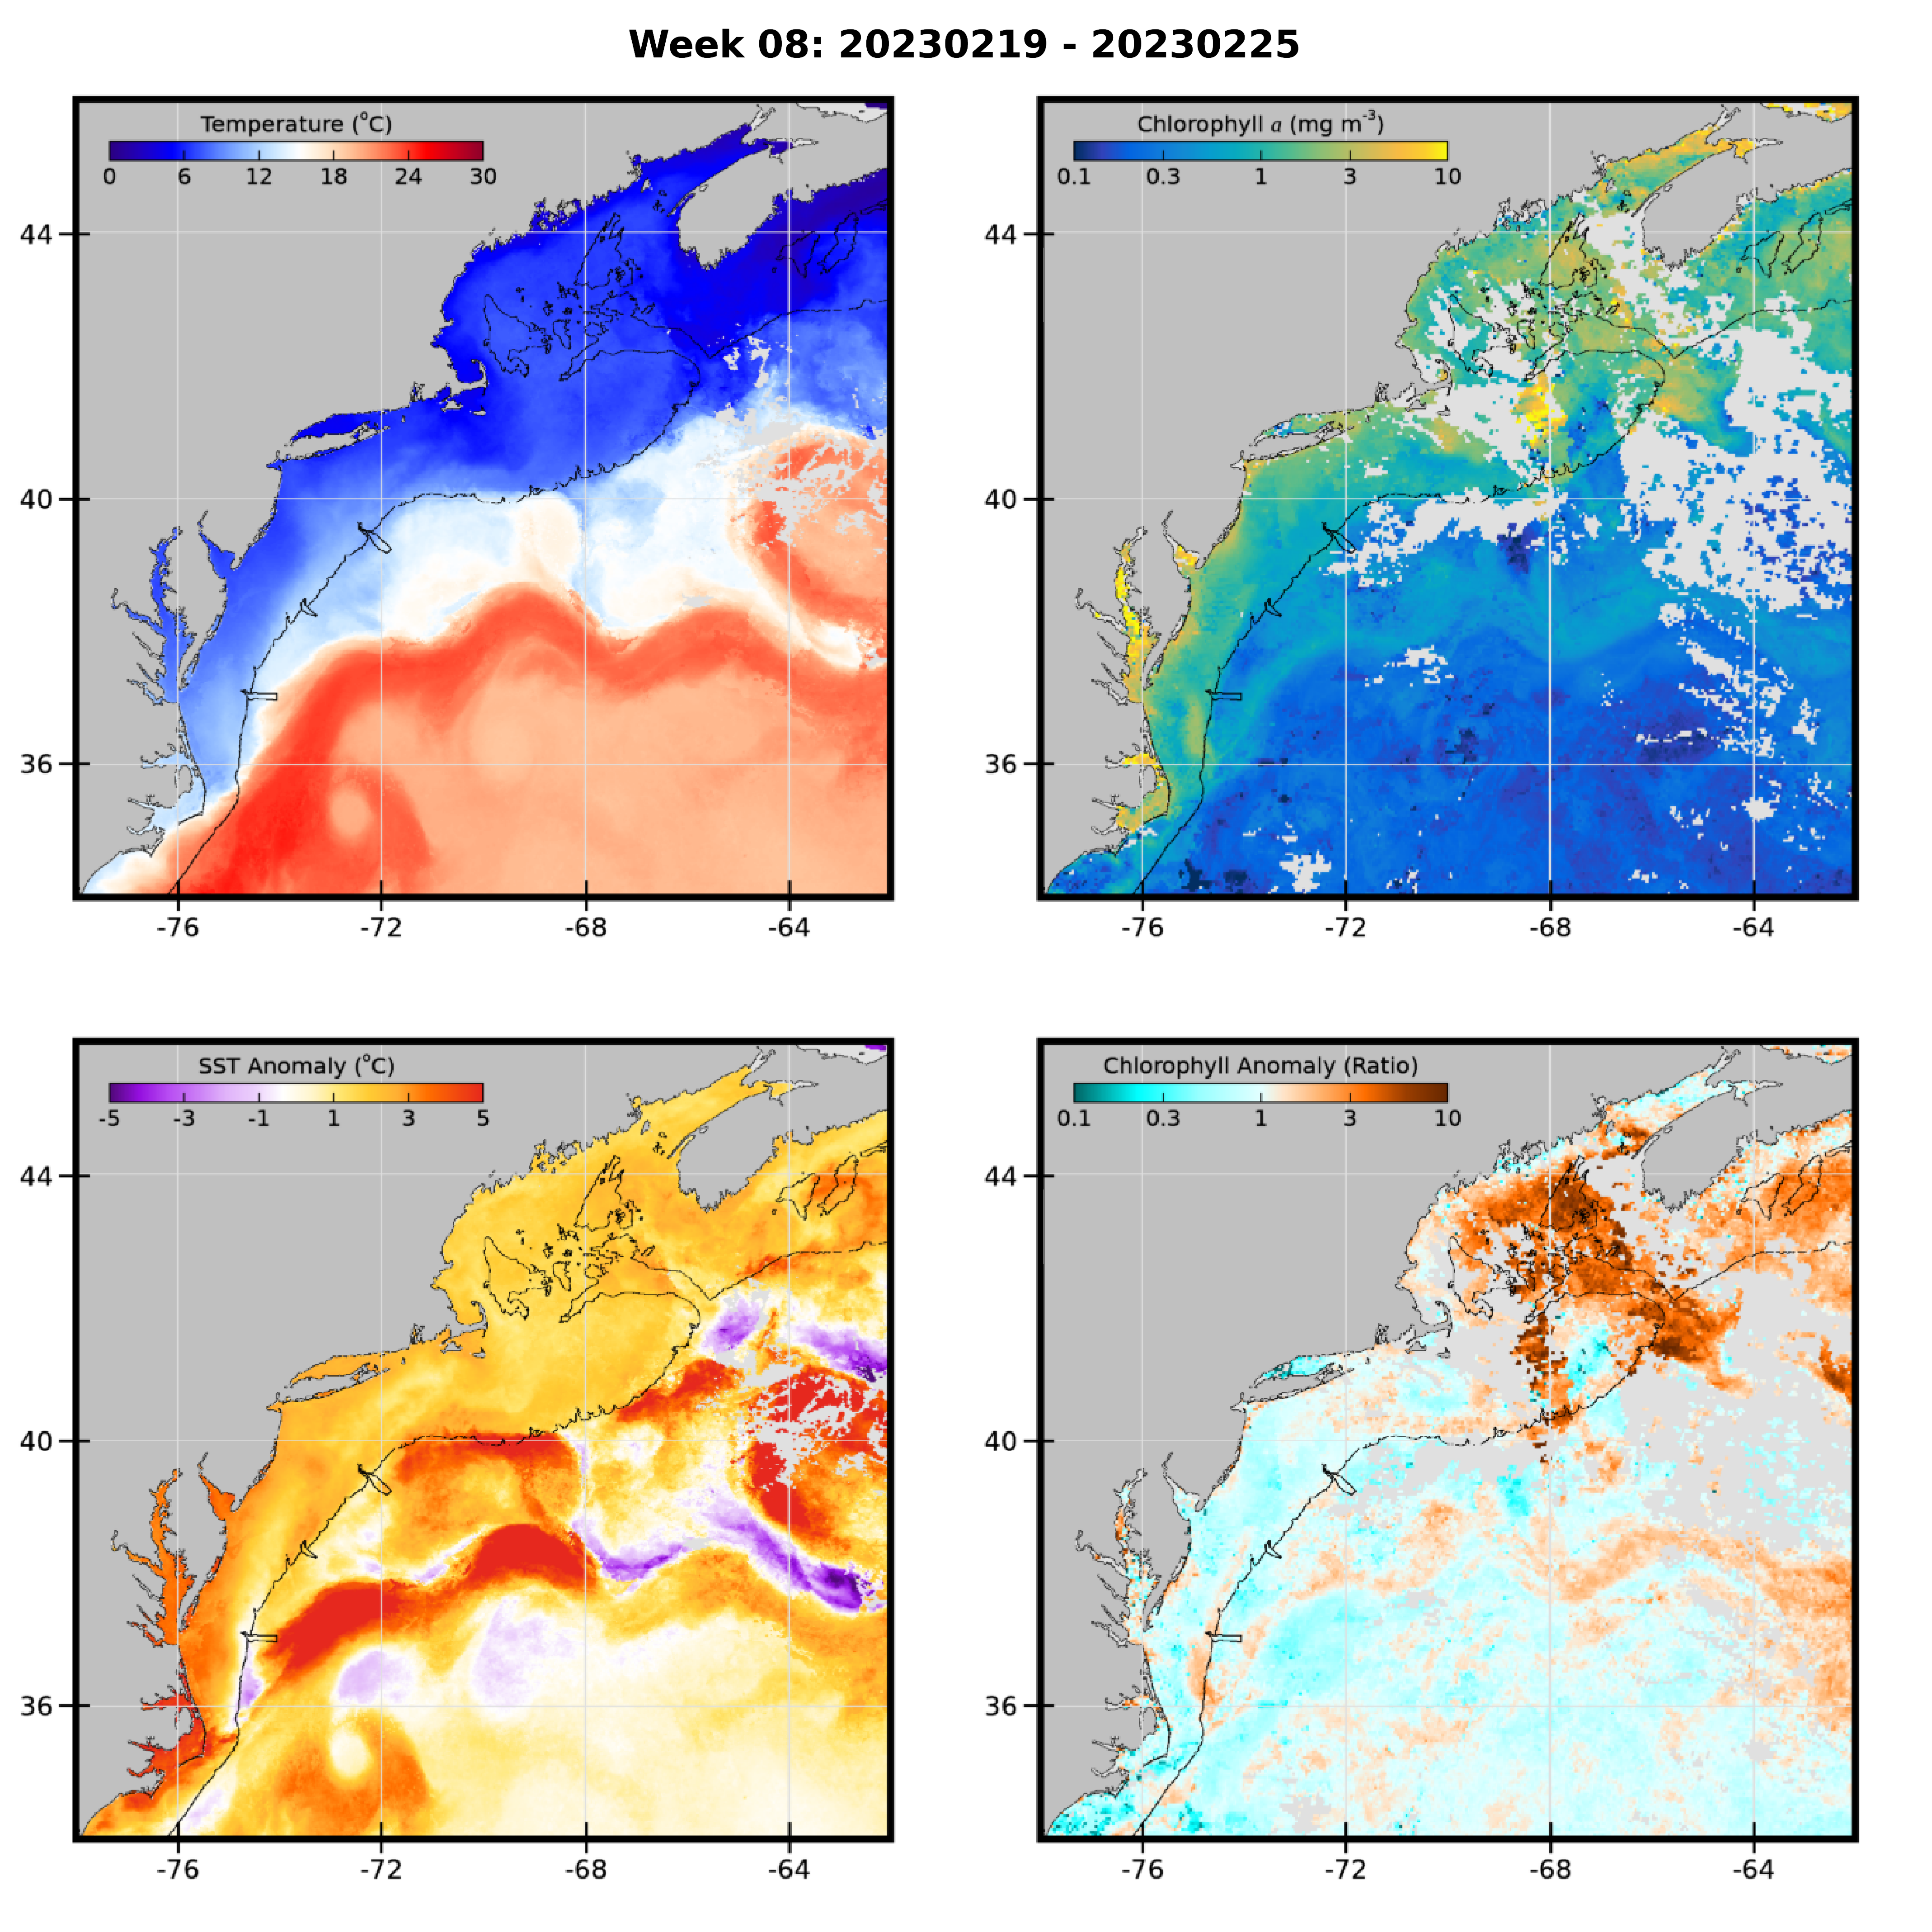 Week 08: 20230219 - 20230225
Temperature (°C)
0 6 12 18 24 30
44
40
36
-76 -72 -68 -64
Chlorophyll a (mg m⁻³)
0.1 0.3 1 3 10
44
40
36
-76 -72 -68 -64
SST Anomaly (°C)
-5 -3 -1 1 3 5
44
40
36
-76 -72 -68 -64
Chlorophyll Anomaly (Ratio)
0.1 0.3 1 3 10
44
40
36
-76 -72 -68 -64